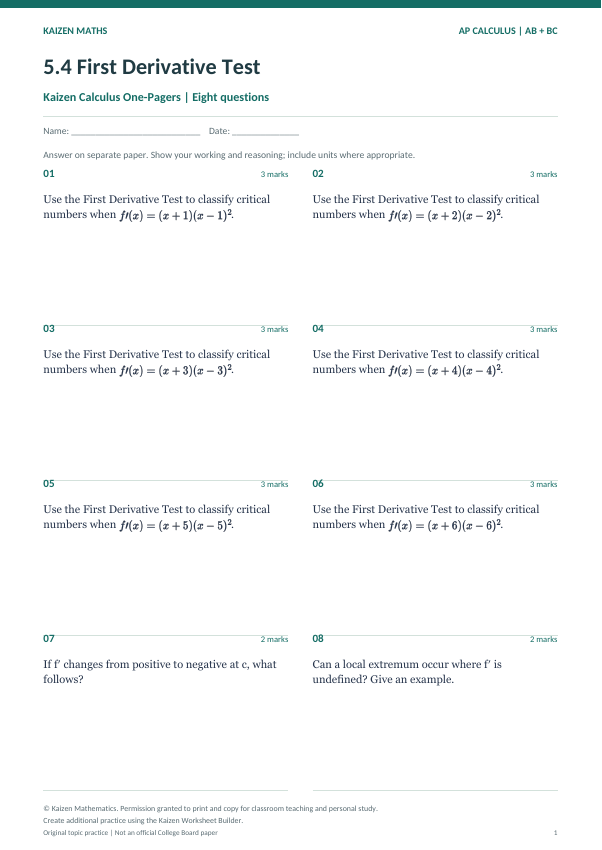 KAIZEN MATHS
AP CALCULUS | AB + BC
5.4 First Derivative Test
Kaizen Calculus One-Pagers | Eight questions
Name: ____________________________ Date: ______________
Answer on separate paper. Show your working and reasoning; include units where appropriate.
01 3 marks
Use the First Derivative Test to classify critical
numbers when f′(x) = (x + 1)(x − 1)².
02 3 marks
Use the First Derivative Test to classify critical
numbers when f′(x) = (x + 2)(x − 2)².
03 3 marks
Use the First Derivative Test to classify critical
numbers when f′(x) = (x + 3)(x − 3)².
04 3 marks
Use the First Derivative Test to classify critical
numbers when f′(x) = (x + 4)(x − 4)².
05 3 marks
Use the First Derivative Test to classify critical
numbers when f′(x) = (x + 5)(x − 5)².
06 3 marks
Use the First Derivative Test to classify critical
numbers when f′(x) = (x + 6)(x − 6)².
07 2 marks
If f′ changes from positive to negative at c, what
follows?
08 2 marks
Can a local extremum occur where f′ is
undefined? Give an example.
© Kaizen Mathematics. Permission granted to print and copy for classroom teaching and personal study.
Create additional practice using the Kaizen Worksheet Builder.
Original topic practice | Not an official College Board paper
1